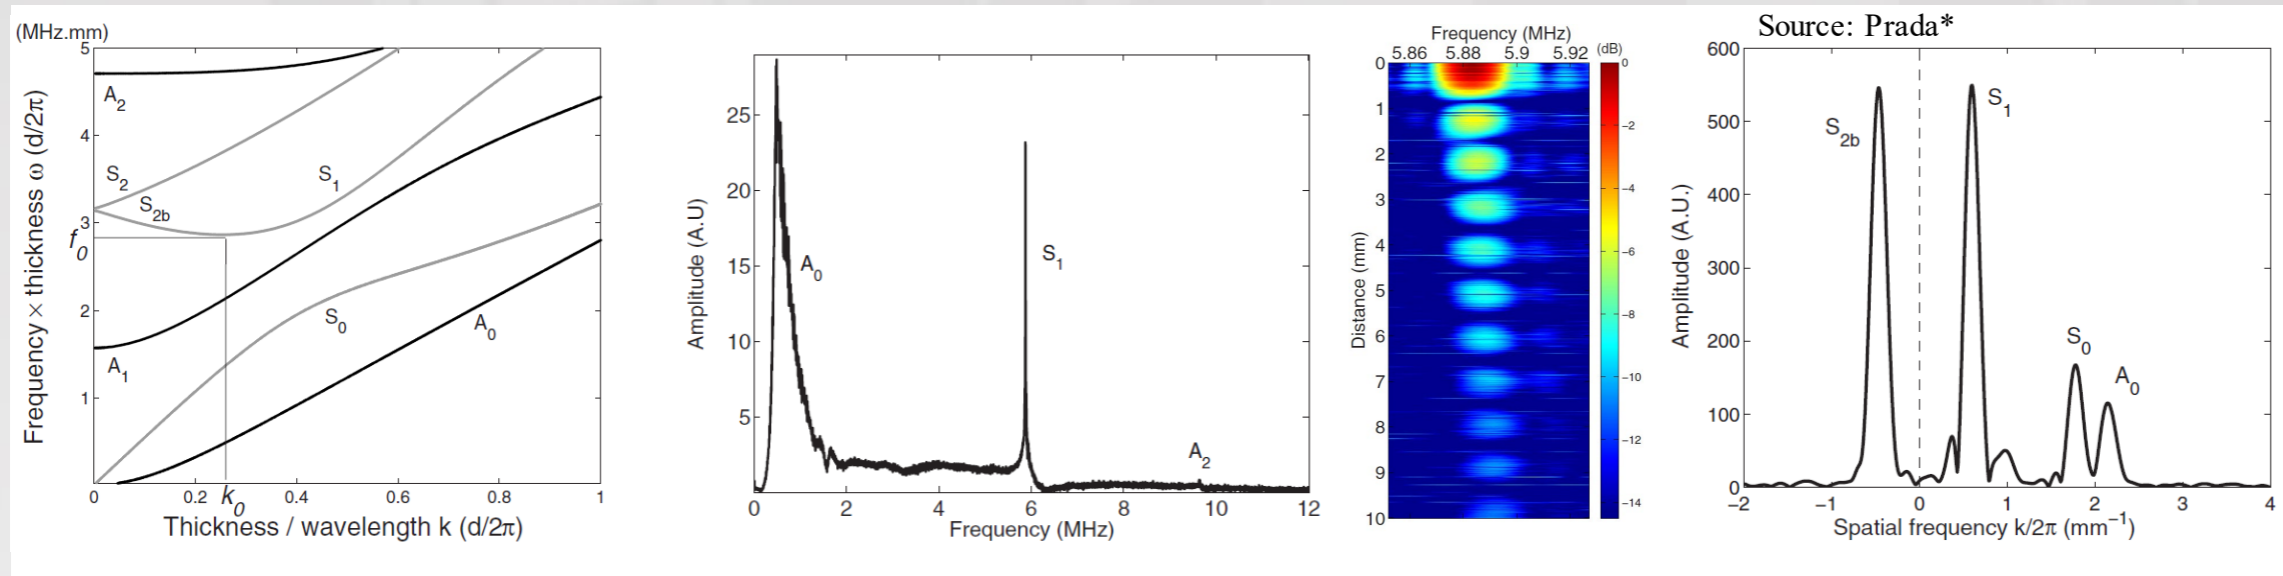 (MHz.mm)
Frequency × thickness ω (d/2π)
5
4
3
2
1
f0
A2
S2
S2b
S1
A1
S0
A0
0
0.2
k0
0.4
0.6
0.8
1
Thickness / wavelength k (d/2π)
Amplitude (A.U)
25
20
15
10
5
A0
S1
A2
0
2
4
6
8
10
12
Frequency (MHz)
Frequency (MHz)
5.86
5.88
5.9
5.92
(dB)
Distance (mm)
0
1
2
3
4
5
6
7
8
9
10
0
−2
−4
−6
−8
−10
−12
−14
Source: Prada*
Amplitude (A.U.)
600
500
400
300
200
100
0
S2b
S1
S0
A0
−2
−1
0
1
2
3
4
Spatial frequency k/2π (mm−1)